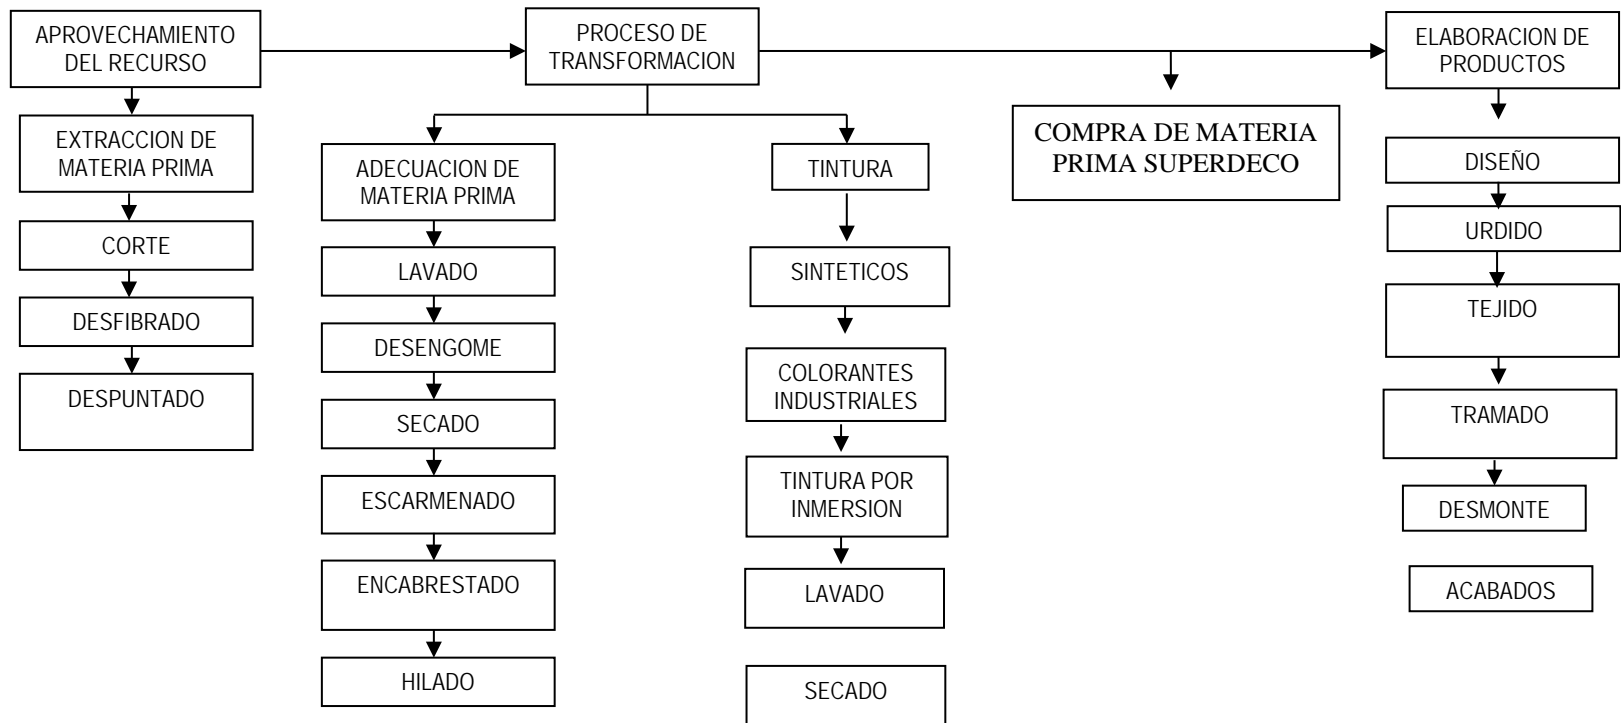 APROVECHAMIENTO
DEL RECURSO
EXTRACCION DE
MATERIA PRIMA
CORTE
DESFIBRADO
DESPUNTADO
PROCESO DE
TRANSFORMACION
ADECUACION DE
MATERIA PRIMA
LAVADO
DESENGOME
SECADO
ESCARMENADO
ENCABRESTADO
HILADO
TINTURA
SINTETICOS
COLORANTES
INDUSTRIALES
TINTURA POR
INMERSION
LAVADO
SECADO
COMPRA DE MATERIA
PRIMA SUPERDECO
ELABORACION DE
PRODUCTOS
DISEÑO
URDIDO
TEJIDO
TRAMADO
DESMONTE
ACABADOS